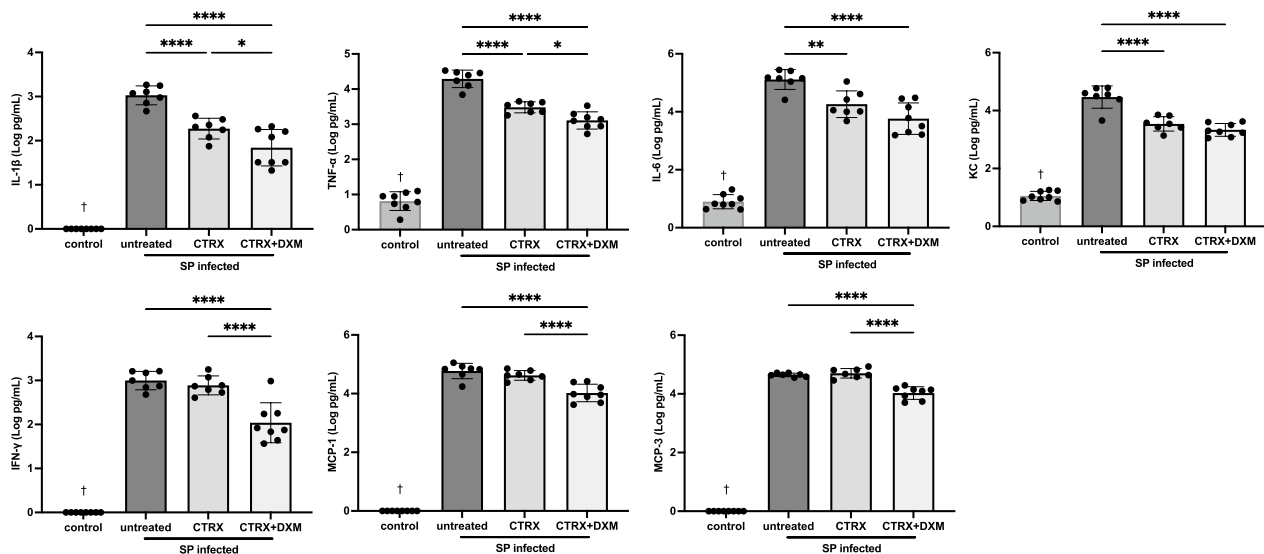 **** **** **** ****
**** * **** * ** ****
IL-1β (Log pg/mL)
4
3
2
1
0
†
control untreated CTRX CTRX+DXM
SP infected
TNF-α (Log pg/mL)
5
4
3
2
1
0
†
control untreated CTRX CTRX+DXM
SP infected
IL-6 (Log pg/mL)
6
4
2
0
†
control untreated CTRX CTRX+DXM
SP infected
KC (Log pg/mL)
6
4
2
0
†
control untreated CTRX CTRX+DXM
SP infected
****
****
IFN-γ (Log pg/mL)
4
3
2
1
0
†
control untreated CTRX CTRX+DXM
SP infected
****
****
MCP-1 (Log pg/mL)
6
4
2
0
†
control untreated CTRX CTRX+DXM
SP infected
****
****
MCP-3 (Log pg/mL)
6
4
2
0
†
control untreated CTRX CTRX+DXM
SP infected